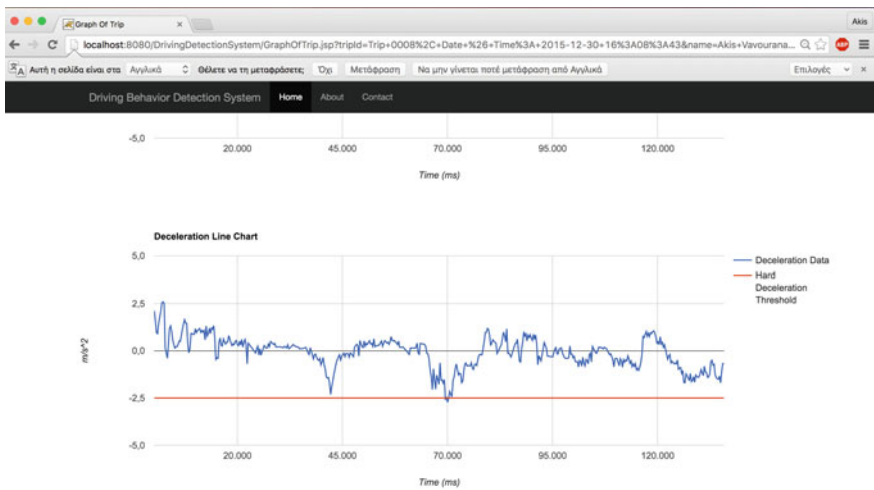 Graph Of Trip
Akis
localhost:8080/DrivingDetectionSystem/GraphOfTrip.jsp?tripId=Trip+0008%2C+Date+%26+Time%3A+2015-12-30+16%3A08%3A43&name=Akis+Vavourana...
ABP
Αυτή η σελίδα είναι στα Αγγλικά Θέλετε να τη μεταφράσετε; Όχι Μετάφραση Να μην γίνεται ποτέ μετάφραση από Αγγλικά Επιλογές
Driving Behavior Detection System Home About Contact
-5,0
20.000 45.000 70.000 95.000 120.000
Time (ms)
Deceleration Line Chart
5,0
2,5
0,0
-2,5
-5,0
m/s^2
20.000 45.000 70.000 95.000 120.000
Time (ms)
Deceleration Data
Hard
Deceleration
Threshold